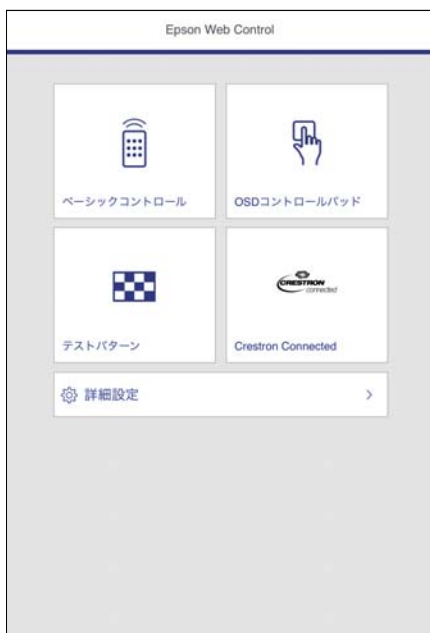 Epson Web Control
ベーシックコントロール
OSDコントロールパッド
テストパターン
CRESTRON
connected
Crestron Connected
詳細設定